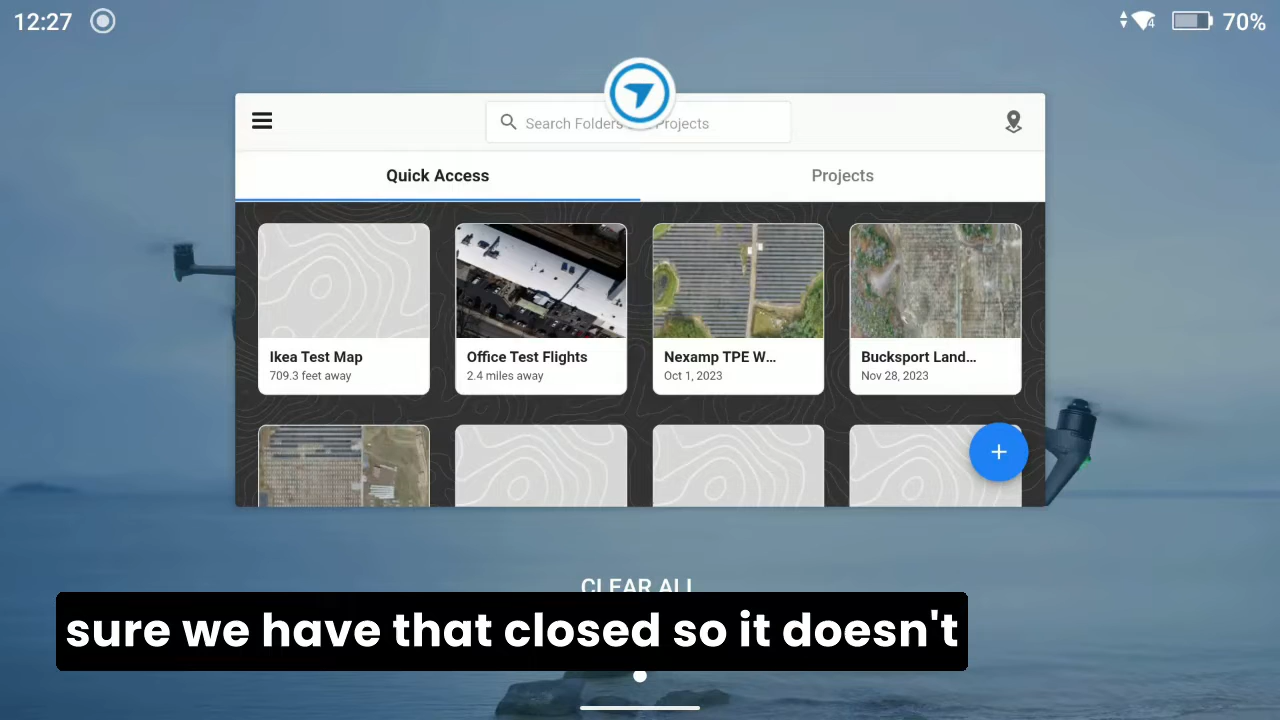 12:27
4
70%
Search Folders Projects
Quick Access
Projects
Ikea Test Map
709.3 feet away
Office Test Flights
2.4 miles away
Nexamp TPE W...
Oct 1, 2023
Bucksport Land...
Nov 28, 2023
CLEAR ALL
sure we have that closed so it doesn't